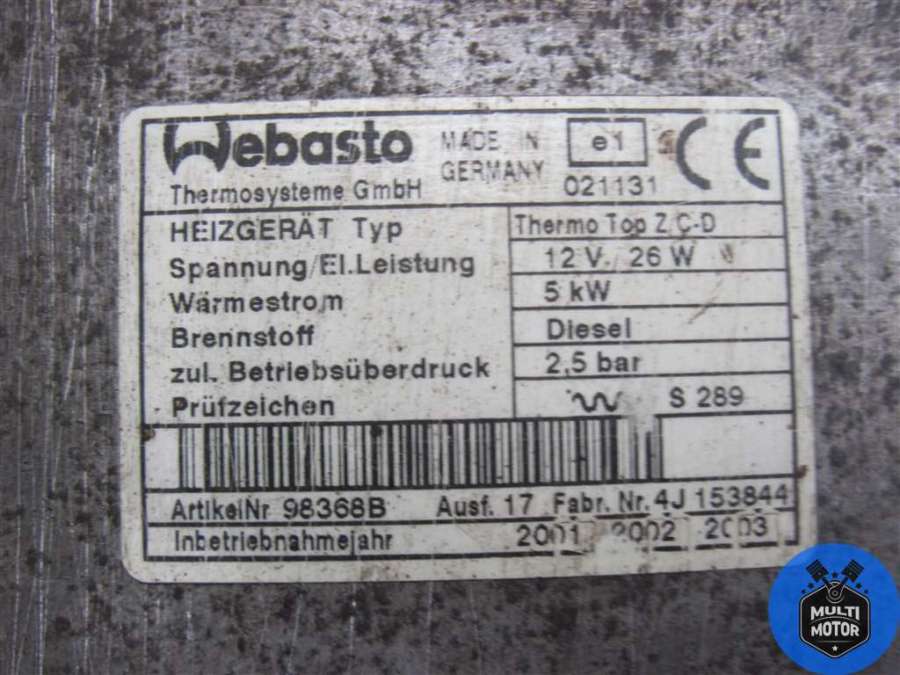 Webasto
Thermosysteme GmbH
MADE IN
GERMANY
e1
021131
CE
HEIZGERÄT Typ Thermo Top Z C-D
Spannung/El.Leistung 12 V 26 W
Wärmestrom 5 kW
Brennstoff Diesel
zul. Betriebsüberdruck 2,5 bar
Prüfzeichen S 289
ArtikelNr 98368B Ausf. 17 Fabr. Nr. 4J 153844
Inbetriebnahmejahr 2001 2002 2003
MULTI
MOTOR